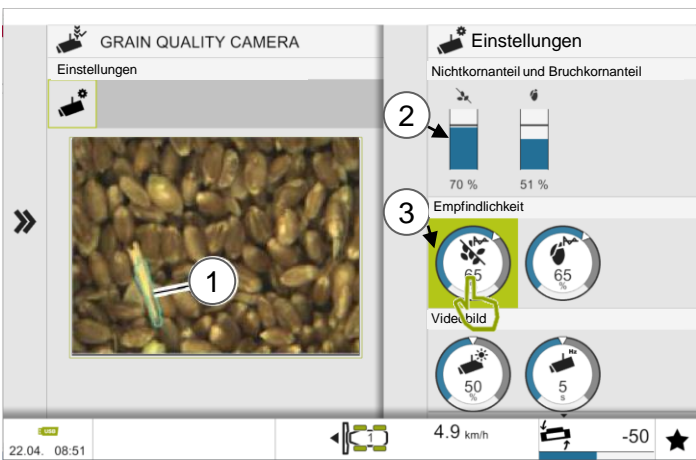 GRAIN QUALITY CAMERA
Einstellungen
1
Einstellungen
Nichtkornanteil und Bruchkornanteil
2
70 %
51 %
Empfindlichkeit
3
65
%
65
%
Videobild
50
%
Hz
5
s
USB
22.04. 08:51
1
4.9 km/h
-50